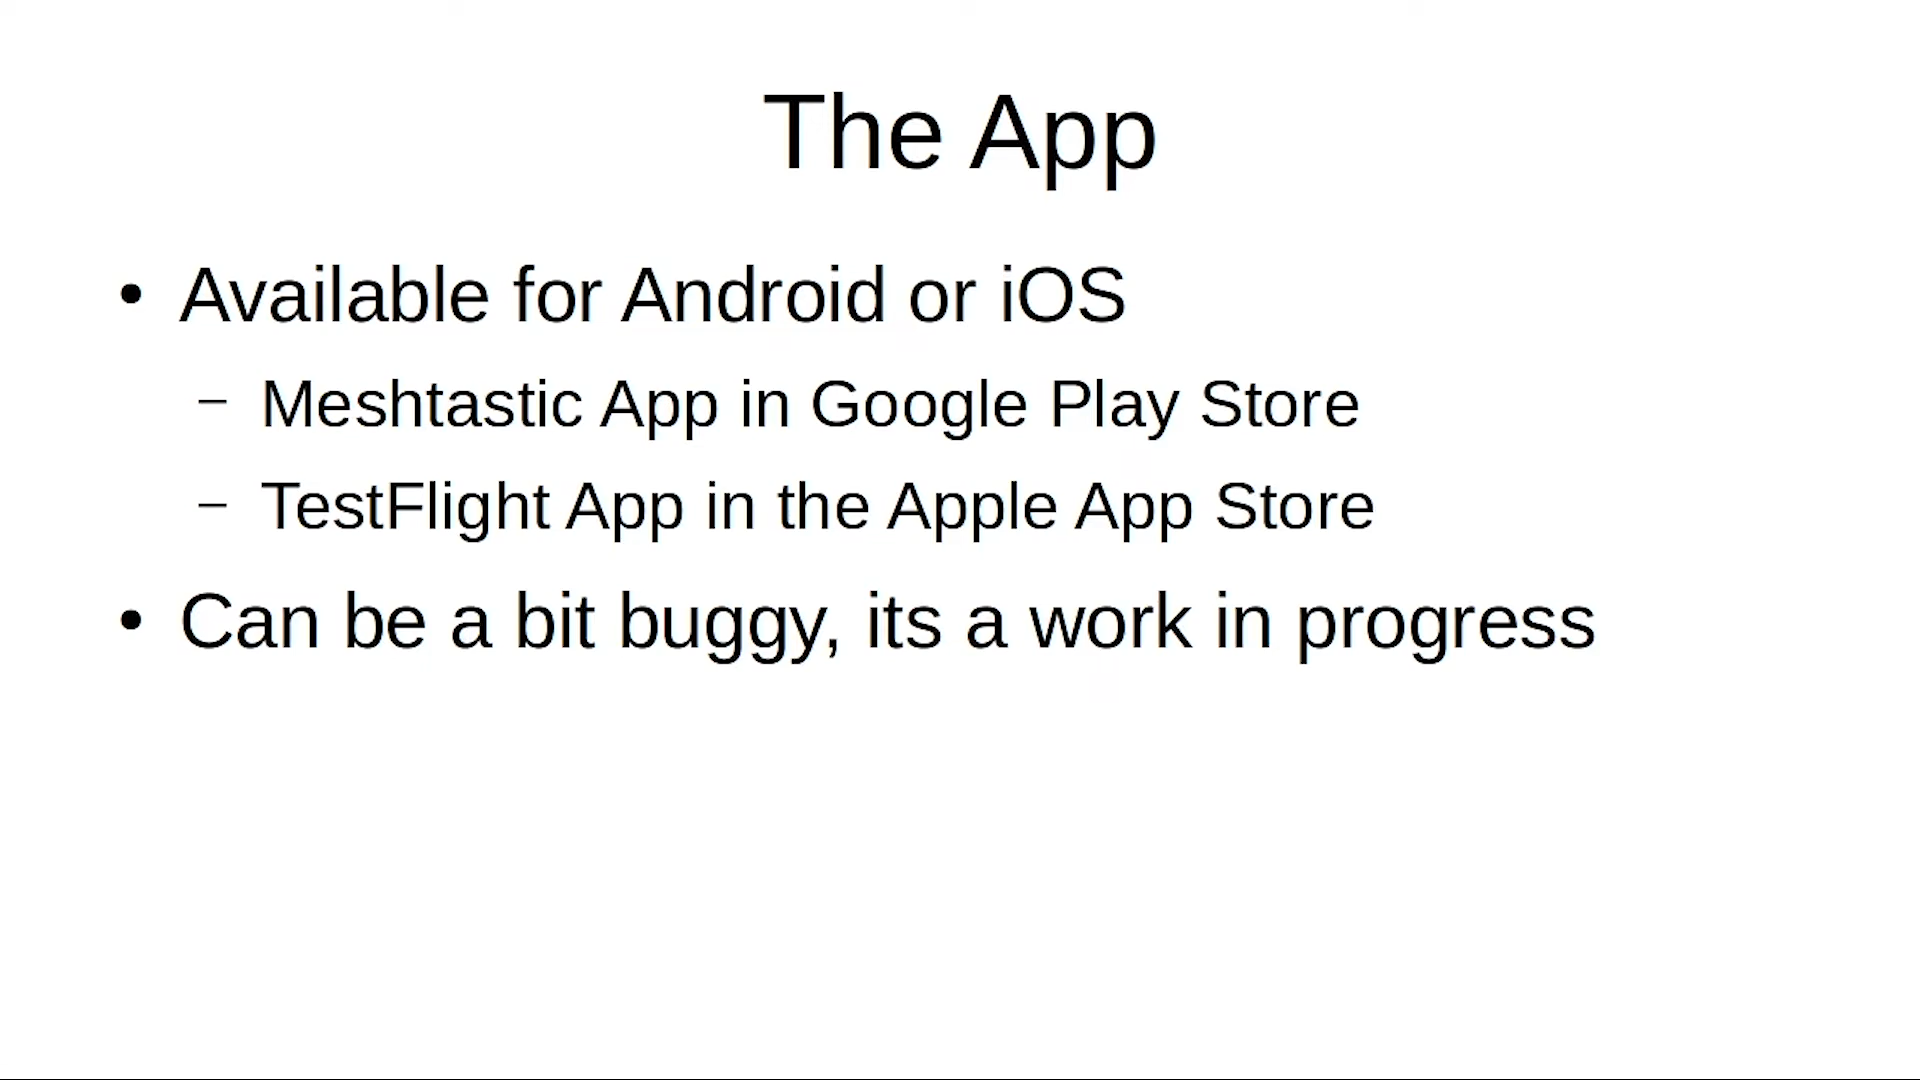 The App
• Available for Android or iOS
– Meshtastic App in Google Play Store
– TestFlight App in the Apple App Store
• Can be a bit buggy, its a work in progress